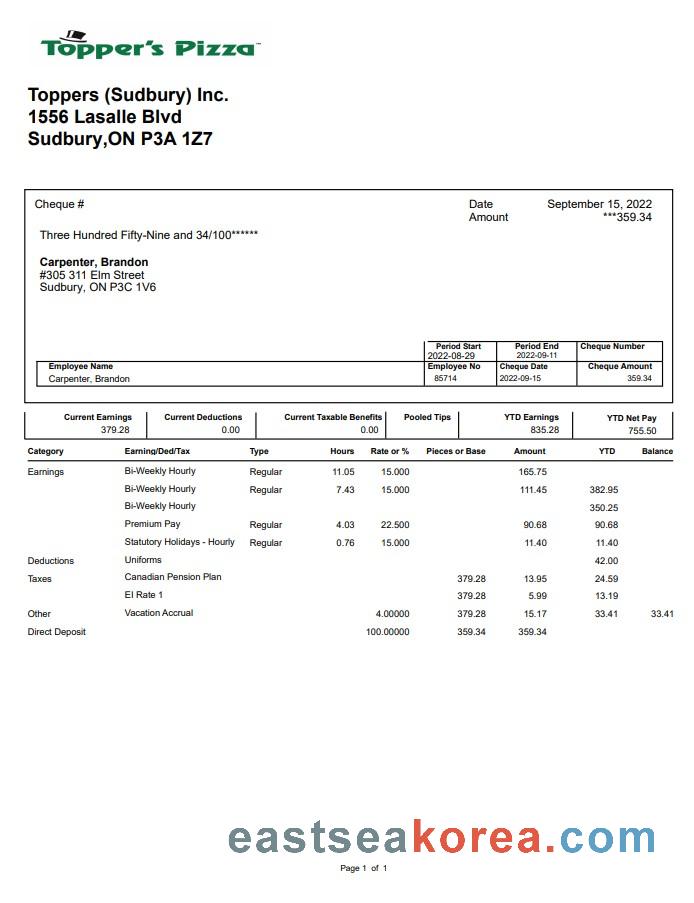 Topper's Pizza™
Toppers (Sudbury) Inc.
1556 Lasalle Blvd
Sudbury,ON P3A 1Z7
Cheque # Date September 15, 2022
Amount ***359.34
Three Hundred Fifty-Nine and 34/100******
Carpenter, Brandon
#305 311 Elm Street
Sudbury, ON P3C 1V6
Period Start Period End Cheque Number
2022-08-29 2022-09-11
Employee Name Employee No Cheque Date Cheque Amount
Carpenter, Brandon 85714 2022-09-15 359.34
Current Earnings Current Deductions Current Taxable Benefits Pooled Tips YTD Earnings YTD Net Pay
379.28 0.00 0.00 835.28 755.50
Category Earning/Ded/Tax Type Hours Rate or % Pieces or Base Amount YTD Balance
Earnings Bi-Weekly Hourly Regular 11.05 15.000 165.75
Bi-Weekly Hourly Regular 7.43 15.000 111.45 382.95
Bi-Weekly Hourly 350.25
Premium Pay Regular 4.03 22.500 90.68 90.68
Statutory Holidays - Hourly Regular 0.76 15.000 11.40 11.40
Deductions Uniforms 42.00
Taxes Canadian Pension Plan 379.28 13.95 24.59
EI Rate 1 379.28 5.99 13.19
Other Vacation Accrual 4.00000 379.28 15.17 33.41 33.41
Direct Deposit 100.00000 359.34 359.34
eastseakorea.com
Page 1 of 1